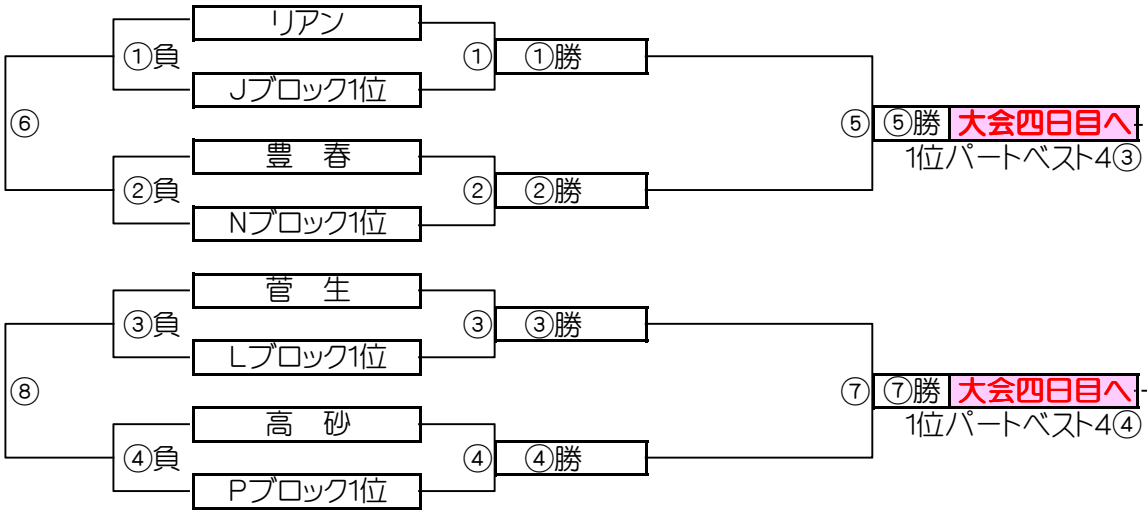 リアン
①負 ① ①勝
Jブロック1位
⑥ ⑤ ⑤勝 大会四日目へ
豊 春 1位パートベスト4③
②負 ② ②勝
Nブロック1位
菅 生
③負 ③ ③勝
Lブロック1位
⑧ ⑦ ⑦勝 大会四日目へ
高 砂 1位パートベスト4④
④負 ④ ④勝
Pブロック1位